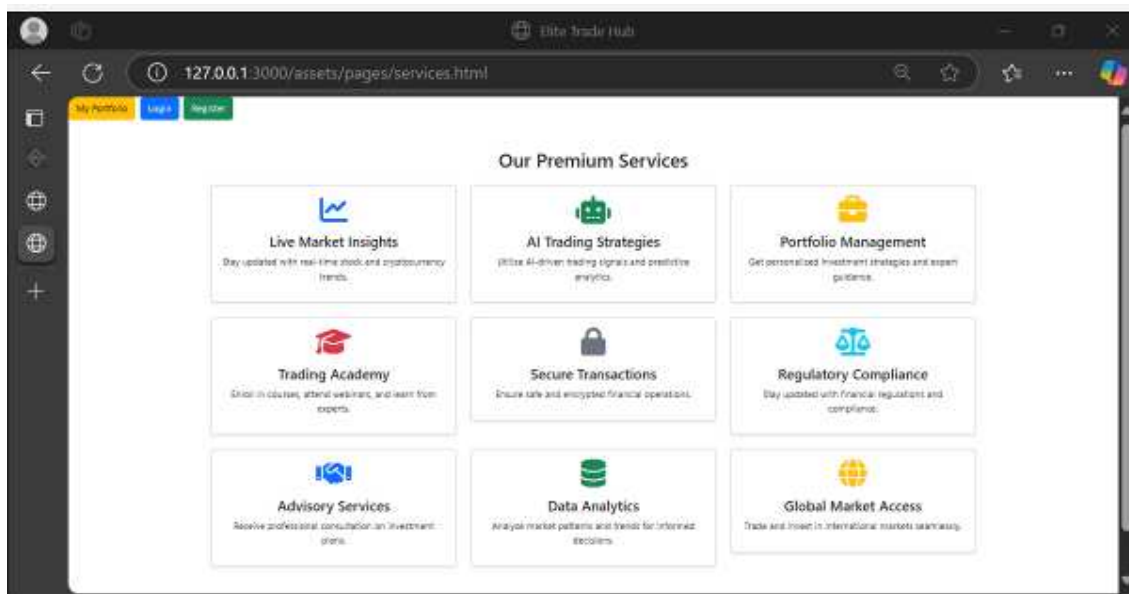 Elite Trade Hub
127.0.0.1:3000/assets/pages/services.html
My Portfolio Login Register
Our Premium Services
Live Market Insights
Stay updated with real-time stock and cryptocurrency
trends.
AI Trading Strategies
Utilize AI-driven trading signals and predictive
analytics.
Portfolio Management
Get personalized investment strategies and expert
guidance.
Trading Academy
Enroll in courses, attend webinars, and learn from
experts.
Secure Transactions
Ensure safe and encrypted financial operations.
Regulatory Compliance
Stay updated with financial regulations and
compliance.
Advisory Services
Receive professional consultation on investment
plans.
Data Analytics
Analyze market patterns and trends for informed
decisions.
Global Market Access
Trade and invest in international markets seamlessly.